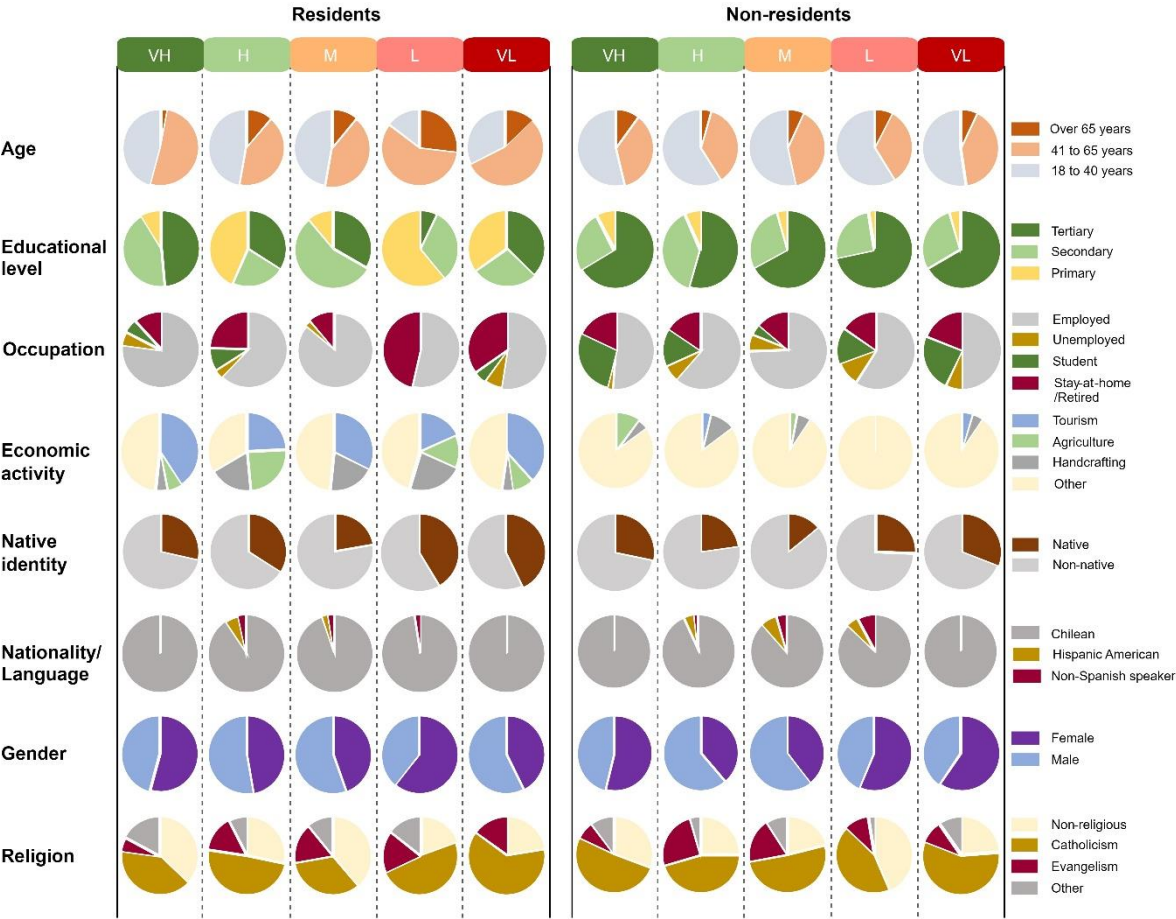 Residents
Non-residents
VH
H
M
L
VL
VH
H
M
L
VL
Age
Over 65 years
41 to 65 years
18 to 40 years
Educational
level
Tertiary
Secondary
Primary
Occupation
Employed
Unemployed
Student
Stay-at-home
/Retired
Economic
activity
Tourism
Agriculture
Handcrafting
Other
Native
identity
Native
Non-native
Nationality/
Language
Chilean
Hispanic American
Non-Spanish speaker
Gender
Female
Male
Religion
Non-religious
Catholicism
Evangelism
Other